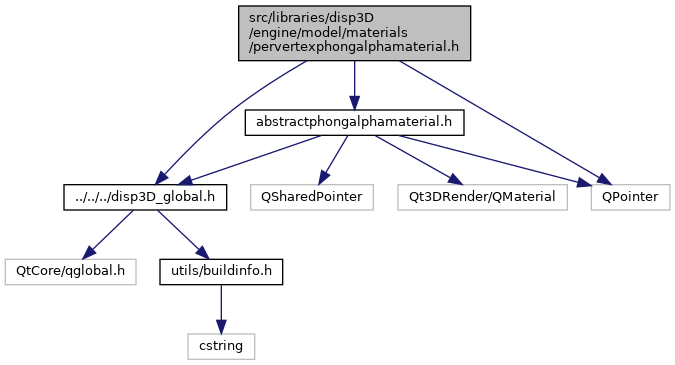 src/libraries/disp3D
/engine/model/materials
/pervertexphongalphamaterial.h
abstractphongalphamaterial.h
../../../disp3D_global.h
QSharedPointer
Qt3DRender/QMaterial
QPointer
QtCore/qglobal.h
utils/buildinfo.h
cstring